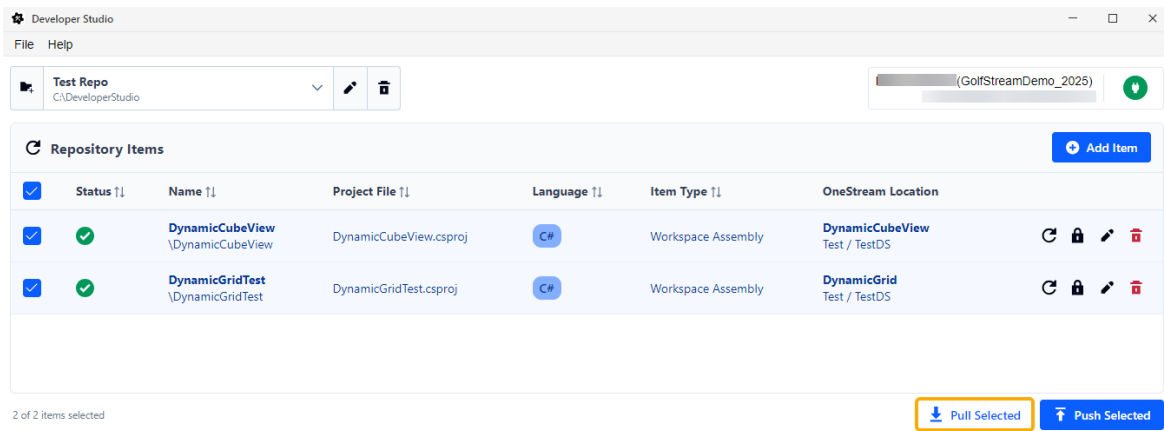 Developer Studio
File Help
Test Repo
C:\DeveloperStudio
(GolfStreamDemo_2025)
Repository Items
Add Item
Status Name Project File Language Item Type OneStream Location
DynamicCubeView
\DynamicCubeView
DynamicCubeView.csproj
C#
Workspace Assembly
DynamicCubeView
Test / TestDS
DynamicGridTest
\DynamicGridTest
DynamicGridTest.csproj
C#
Workspace Assembly
DynamicGrid
Test / TestDS
2 of 2 items selected
Pull Selected
Push Selected